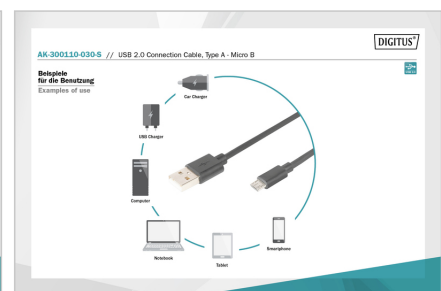 DIGITUS®
AK-300110-030-S // USB 2.0 Connection Cable, Type A - Micro B
Beispiele
für die Benutzung
Examples of use
Car Charger
USB Charger
Computer
Notebook
Tablet
Smartphone